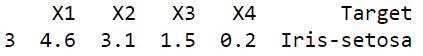 X1 X2 X3 X4 Target
3 4.6 3.1 1.5 0.2 Iris-setosa